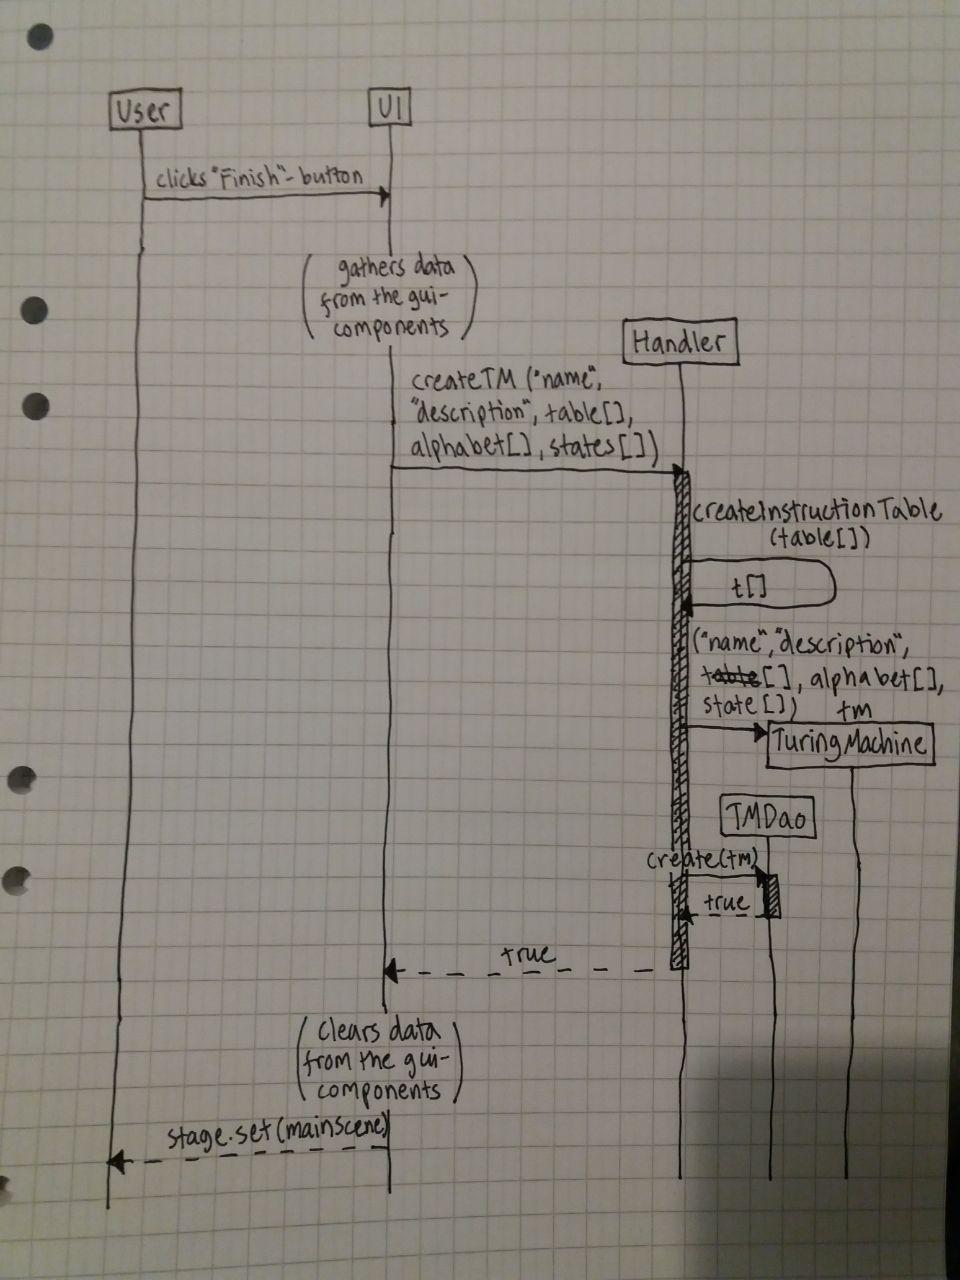 User
UI
clicks "Finish"-button
gathers data
from the gui-
components
Handler
createTM ("name",
"description", table[],
alphabet[], states[])
createInstructionTable
(table[])
t[]
("name", "description",
table[], alphabet[],
state[])
tm
TuringMachine
TMDao
create(tm)
true
true
clears data
from the gui-
components
stage.set(mainscene)